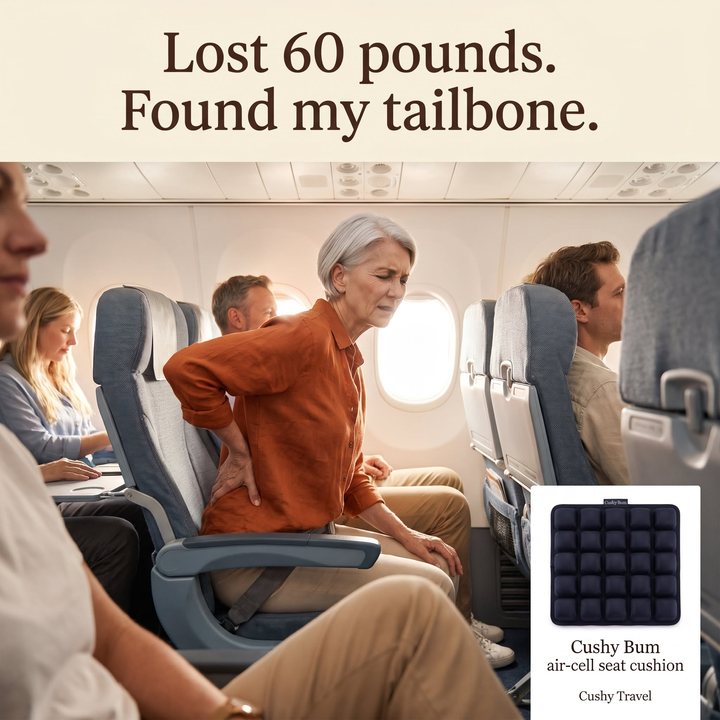 Lost 60 pounds.
Found my tailbone.
Cushy Bum
Cushy Bum
air-cell seat cushion
Cushy Travel